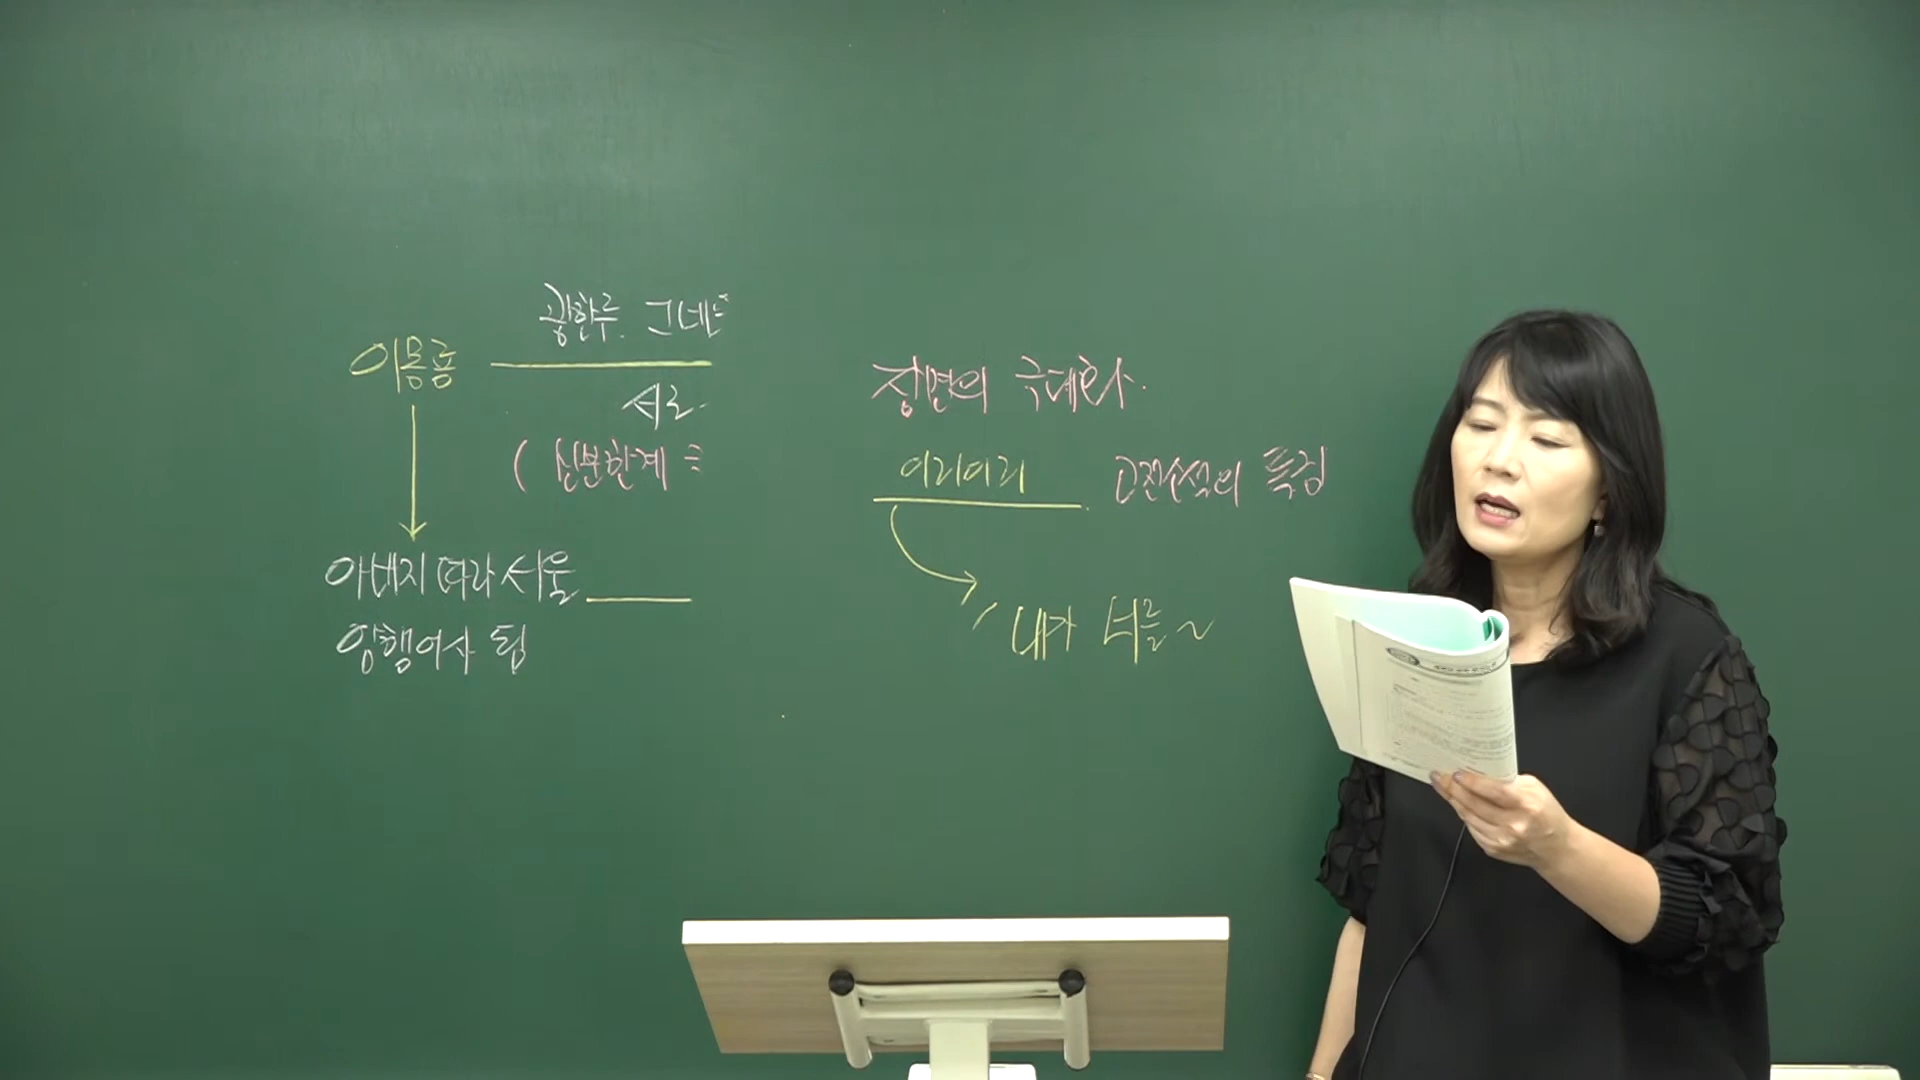 광한루. 그네
이몽룡
서로.
(신분한계
아버지 따라 서울
암행어사 됨
장면의 극대화.
이리이리 고전소설의 특징
내가 너를~